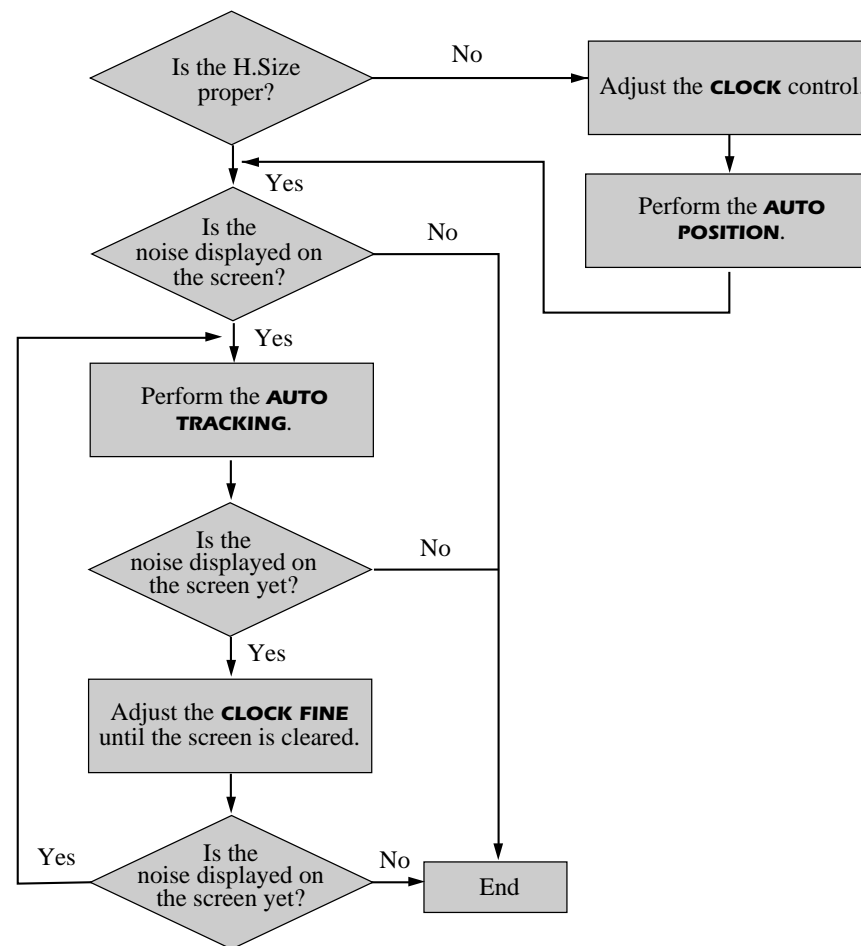 Is the H.Size
proper?
No
Adjust the CLOCK control.
Yes
Perform the AUTO
POSITION.
Is the
noise displayed on
the screen?
No
Yes
Perform the AUTO
TRACKING.
Is the
noise displayed on
the screen yet?
No
Yes
Adjust the CLOCK FINE
until the screen is cleared.
Is the
noise displayed on
the screen yet?
Yes
No
End